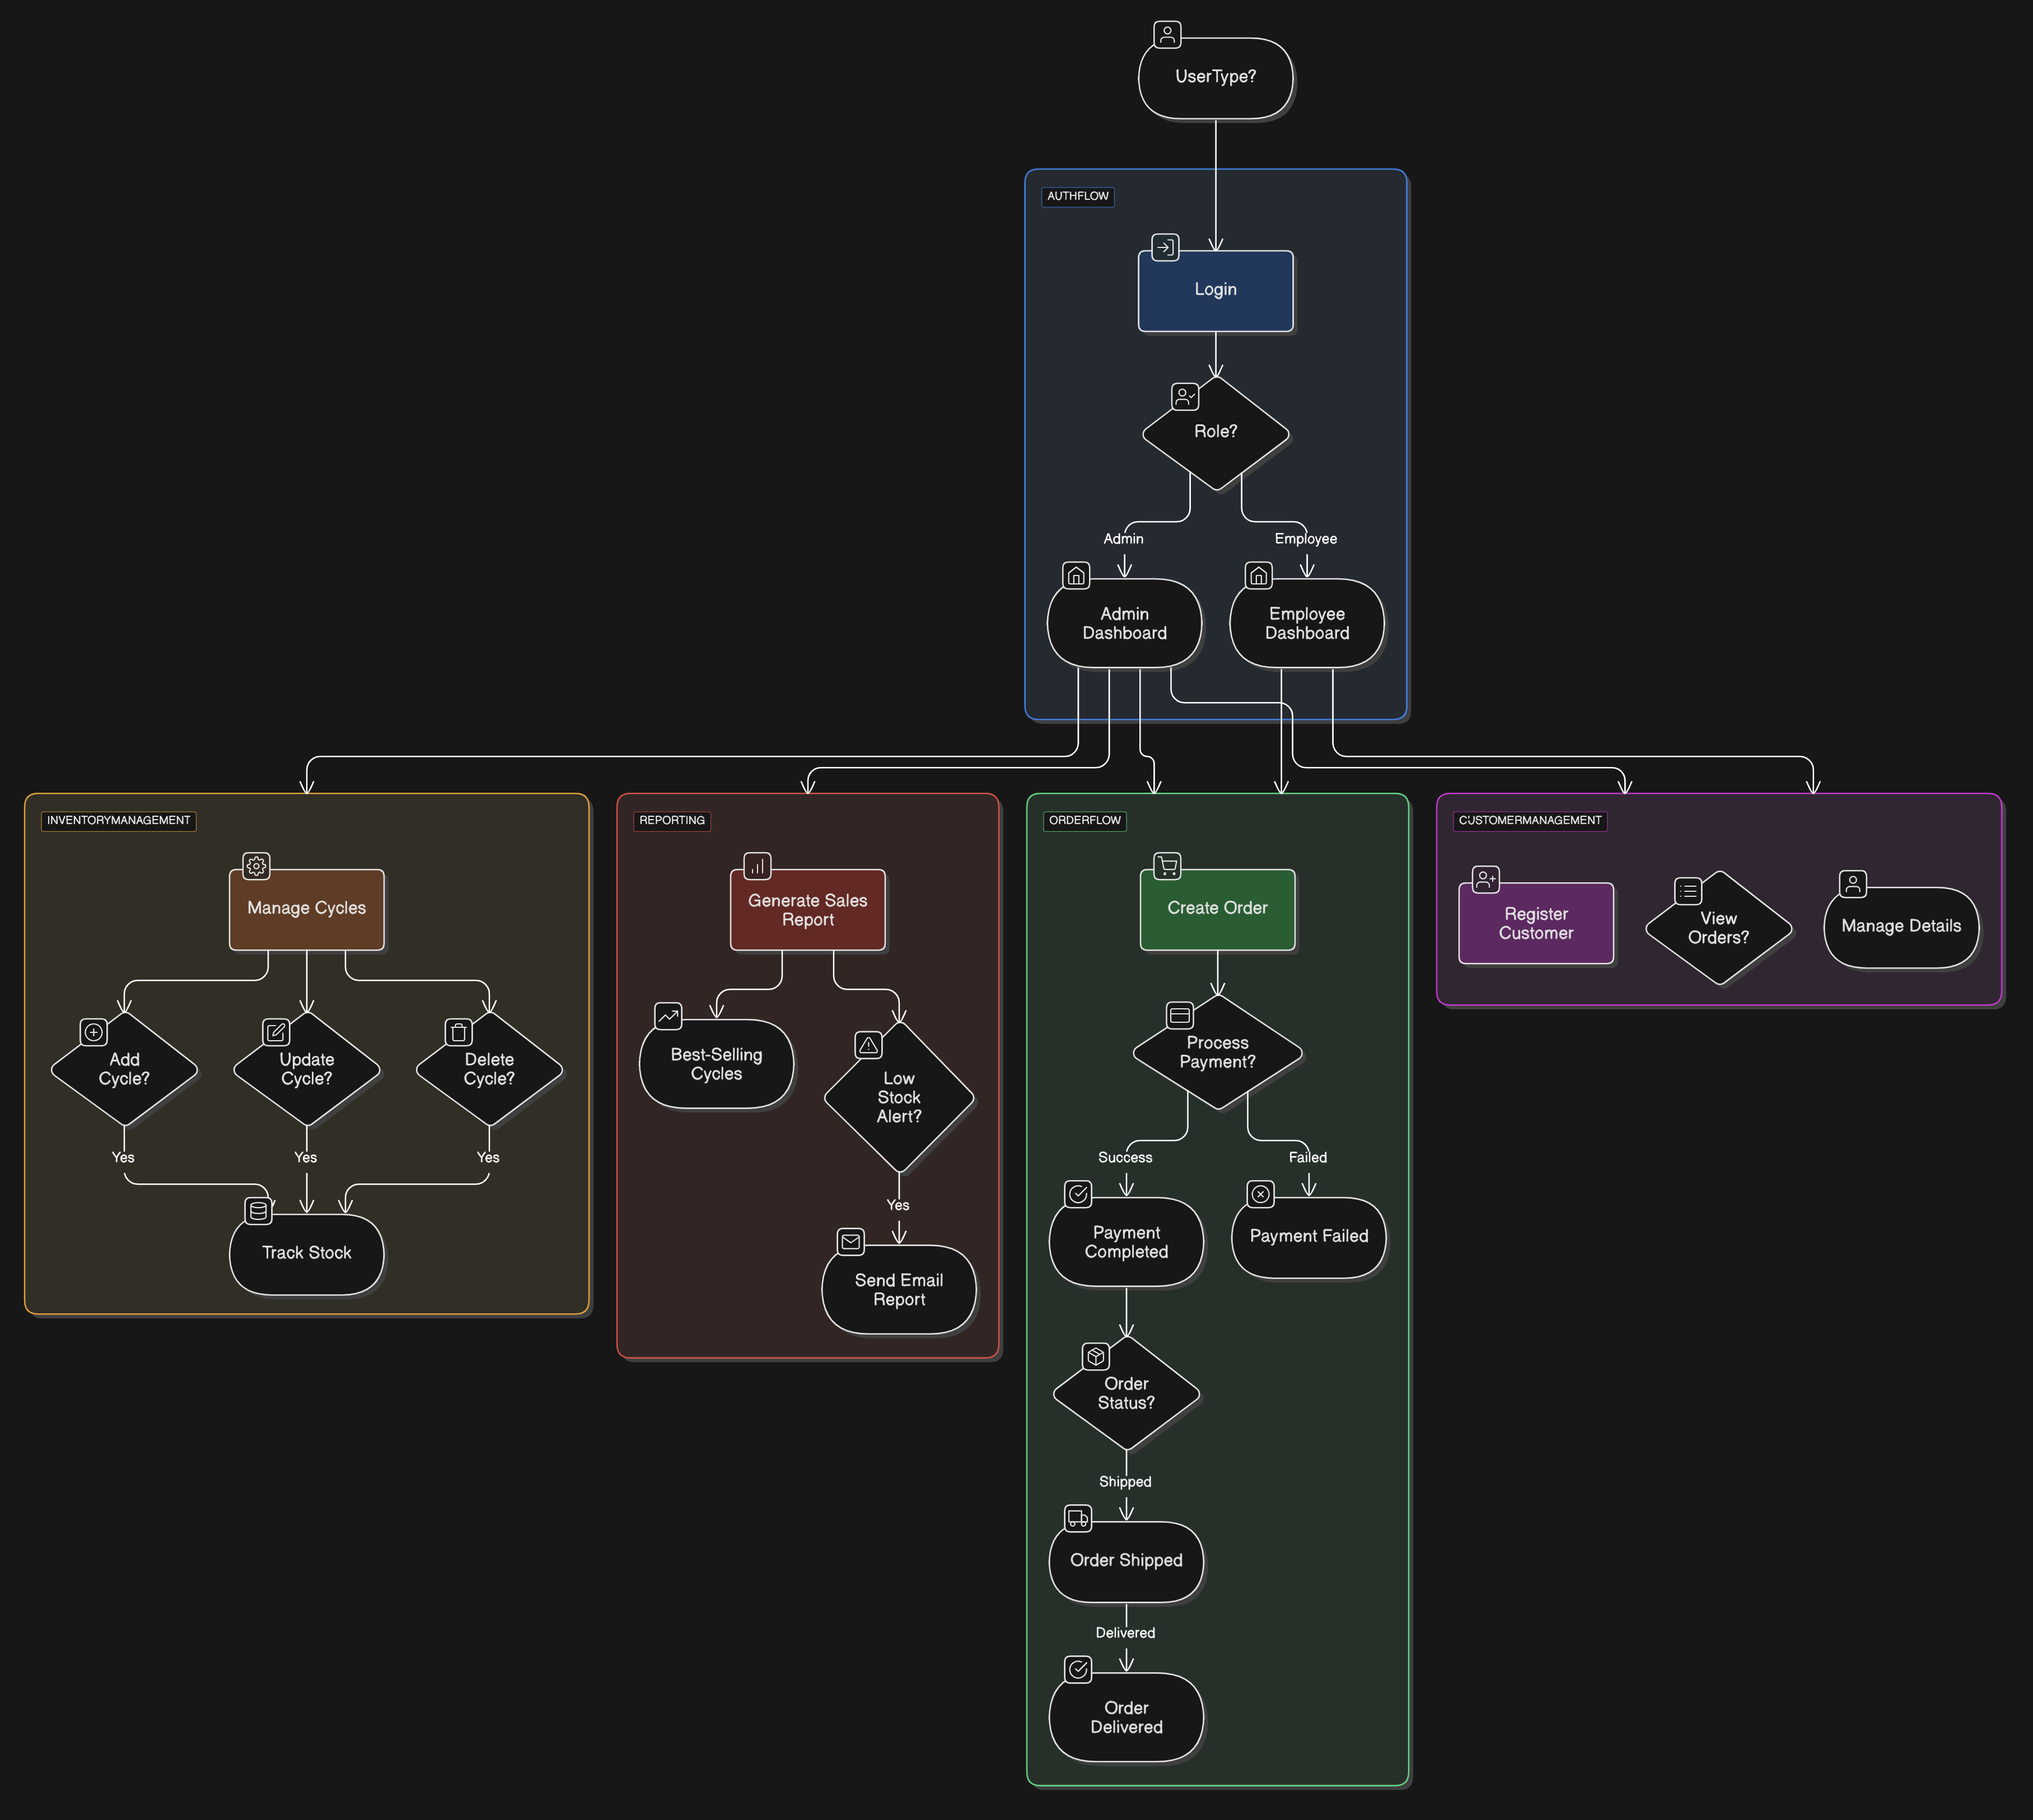 UserType?
AUTHFLOW
Login
Role?
Admin
Employee
Admin
Dashboard
Employee
Dashboard
INVENTORYMANAGEMENT
Manage Cycles
Add
Cycle?
Update
Cycle?
Delete
Cycle?
Yes
Yes
Yes
Track Stock
REPORTING
Generate Sales
Report
Best-Selling
Cycles
Low
Stock
Alert?
Yes
Send Email
Report
ORDERFLOW
Create Order
Process
Payment?
Success
Failed
Payment
Completed
Payment Failed
Order
Status?
Shipped
Order Shipped
Delivered
Order
Delivered
CUSTOMERMANAGEMENT
Register
Customer
View
Orders?
Manage Details